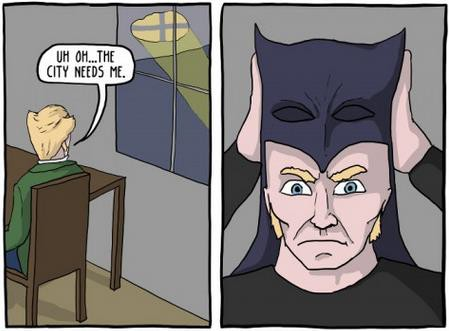 UH OH...THE
CITY NEEDS ME.